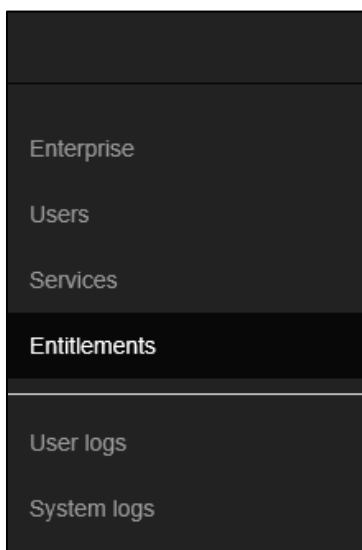 Enterprise
Users
Services
Entitlements
User logs
System logs